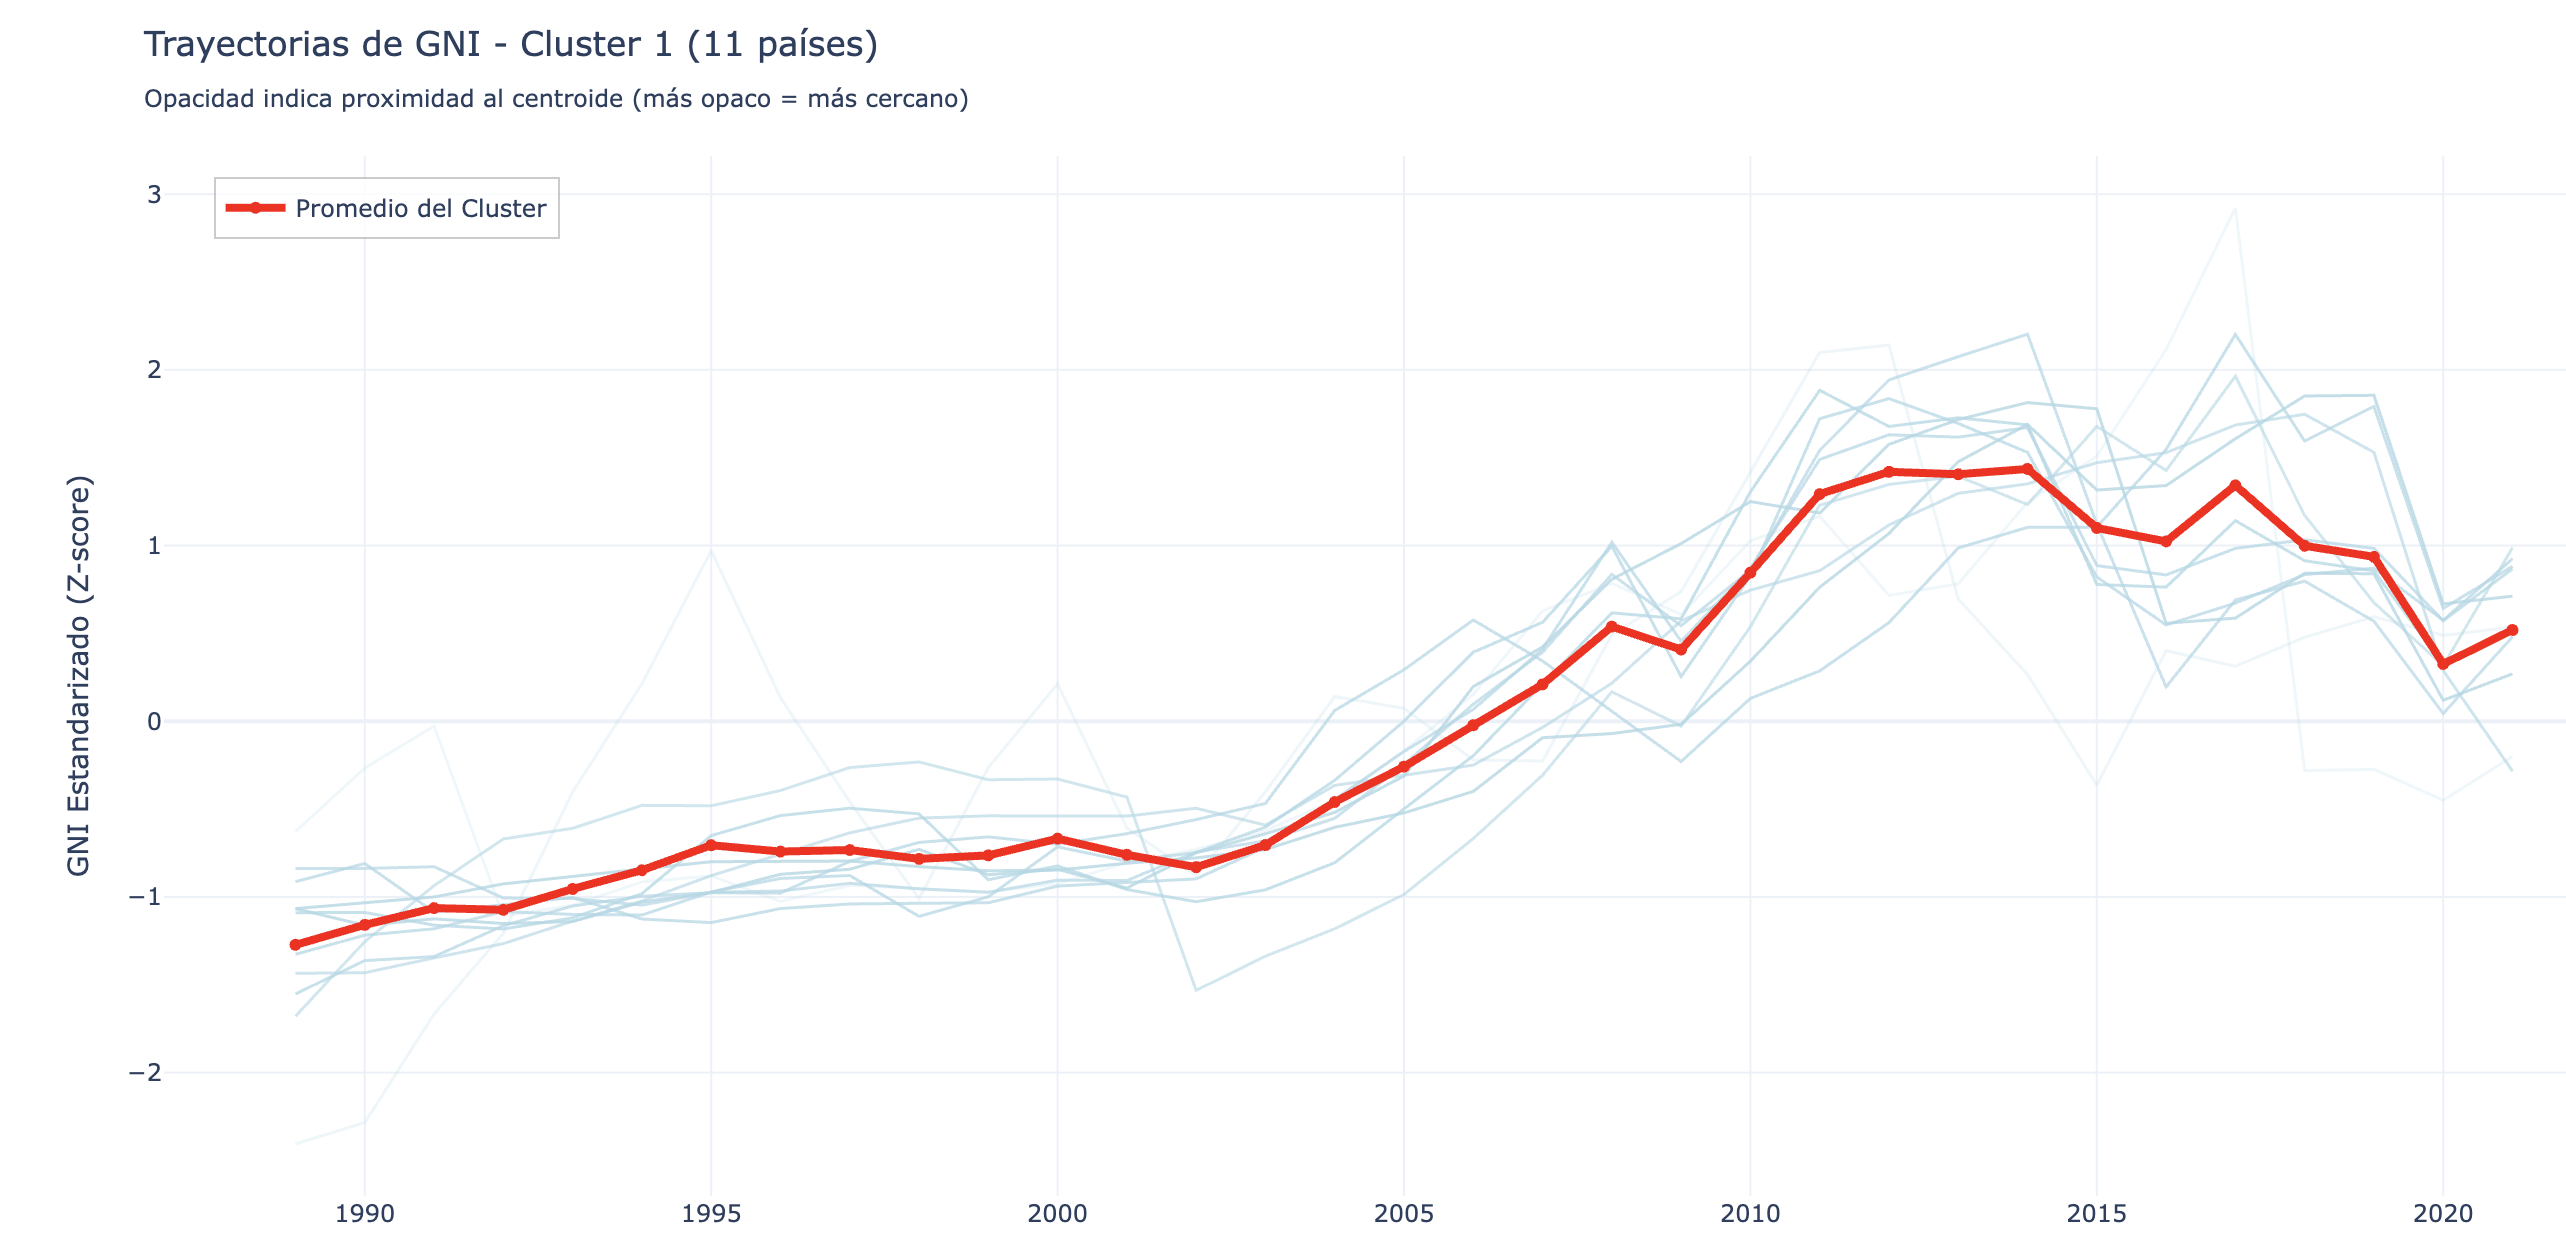 Trayectorias de GNI - Cluster 1 (11 países)
Opacidad indica proximidad al centroide (más opaco = más cercano)
Promedio del Cluster
GNI Estandarizado (Z-score)
3
2
1
0
−1
−2
1990 1995 2000 2005 2010 2015 2020